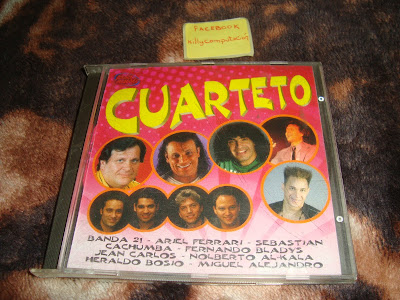 FACEBOOK
CUARTETO
BANDA 21 - ARIEL FERRARI - SEBASTIAN
CACHUMBA - FERNANDO BLADYS
JEAN CARLOS - NOLBERTO AL-KALA
HERALDO BOSIO - MIGUEL ALEJANDRO